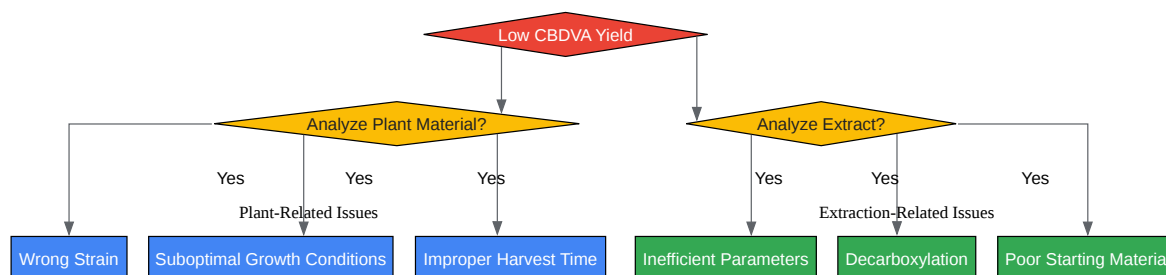 Low CBDVA Yield
Analyze Plant Material?
Analyze Extract?
Yes
Yes
Yes
Yes
Yes
Yes
Plant-Related Issues
Extraction-Related Issues
Wrong Strain
Suboptimal Growth Conditions
Improper Harvest Time
Inefficient Parameters
Decarboxylation
Poor Starting Material